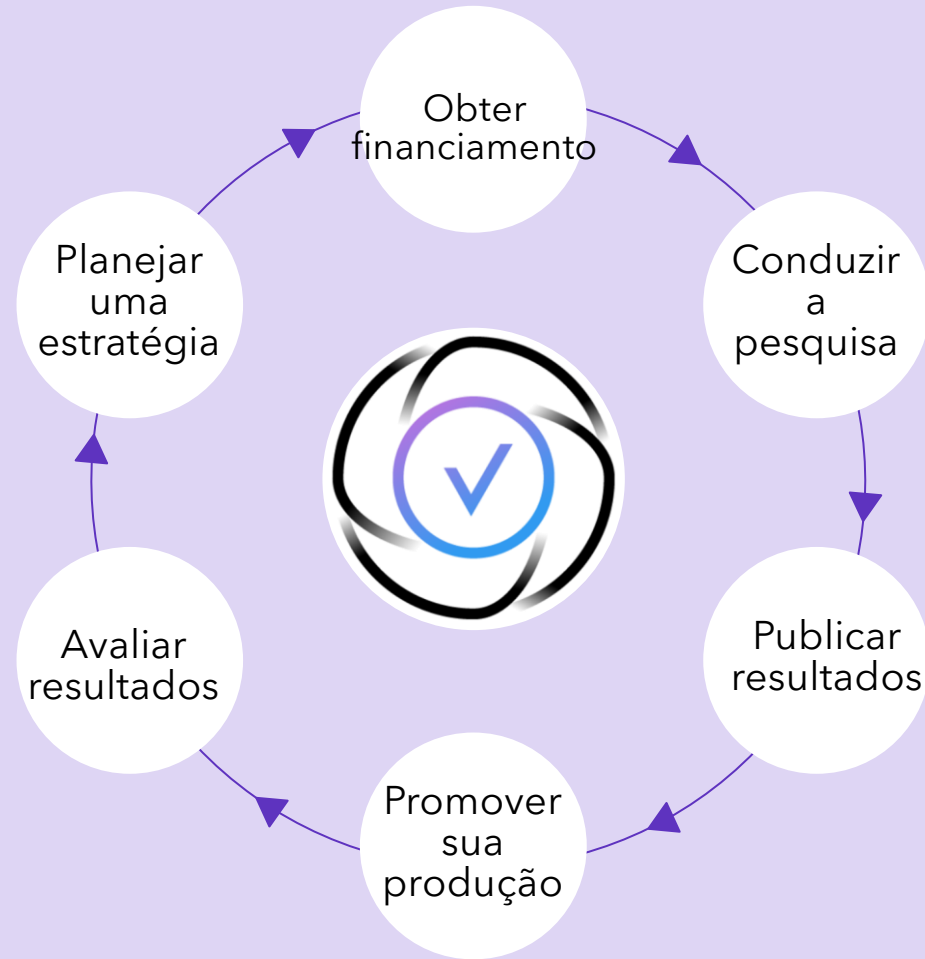 Obter
financiamento
Conduzir
a
pesquisa
Publicar
resultados
Promover
sua
produção
Avaliar
resultados
Planejar
uma
estratégia